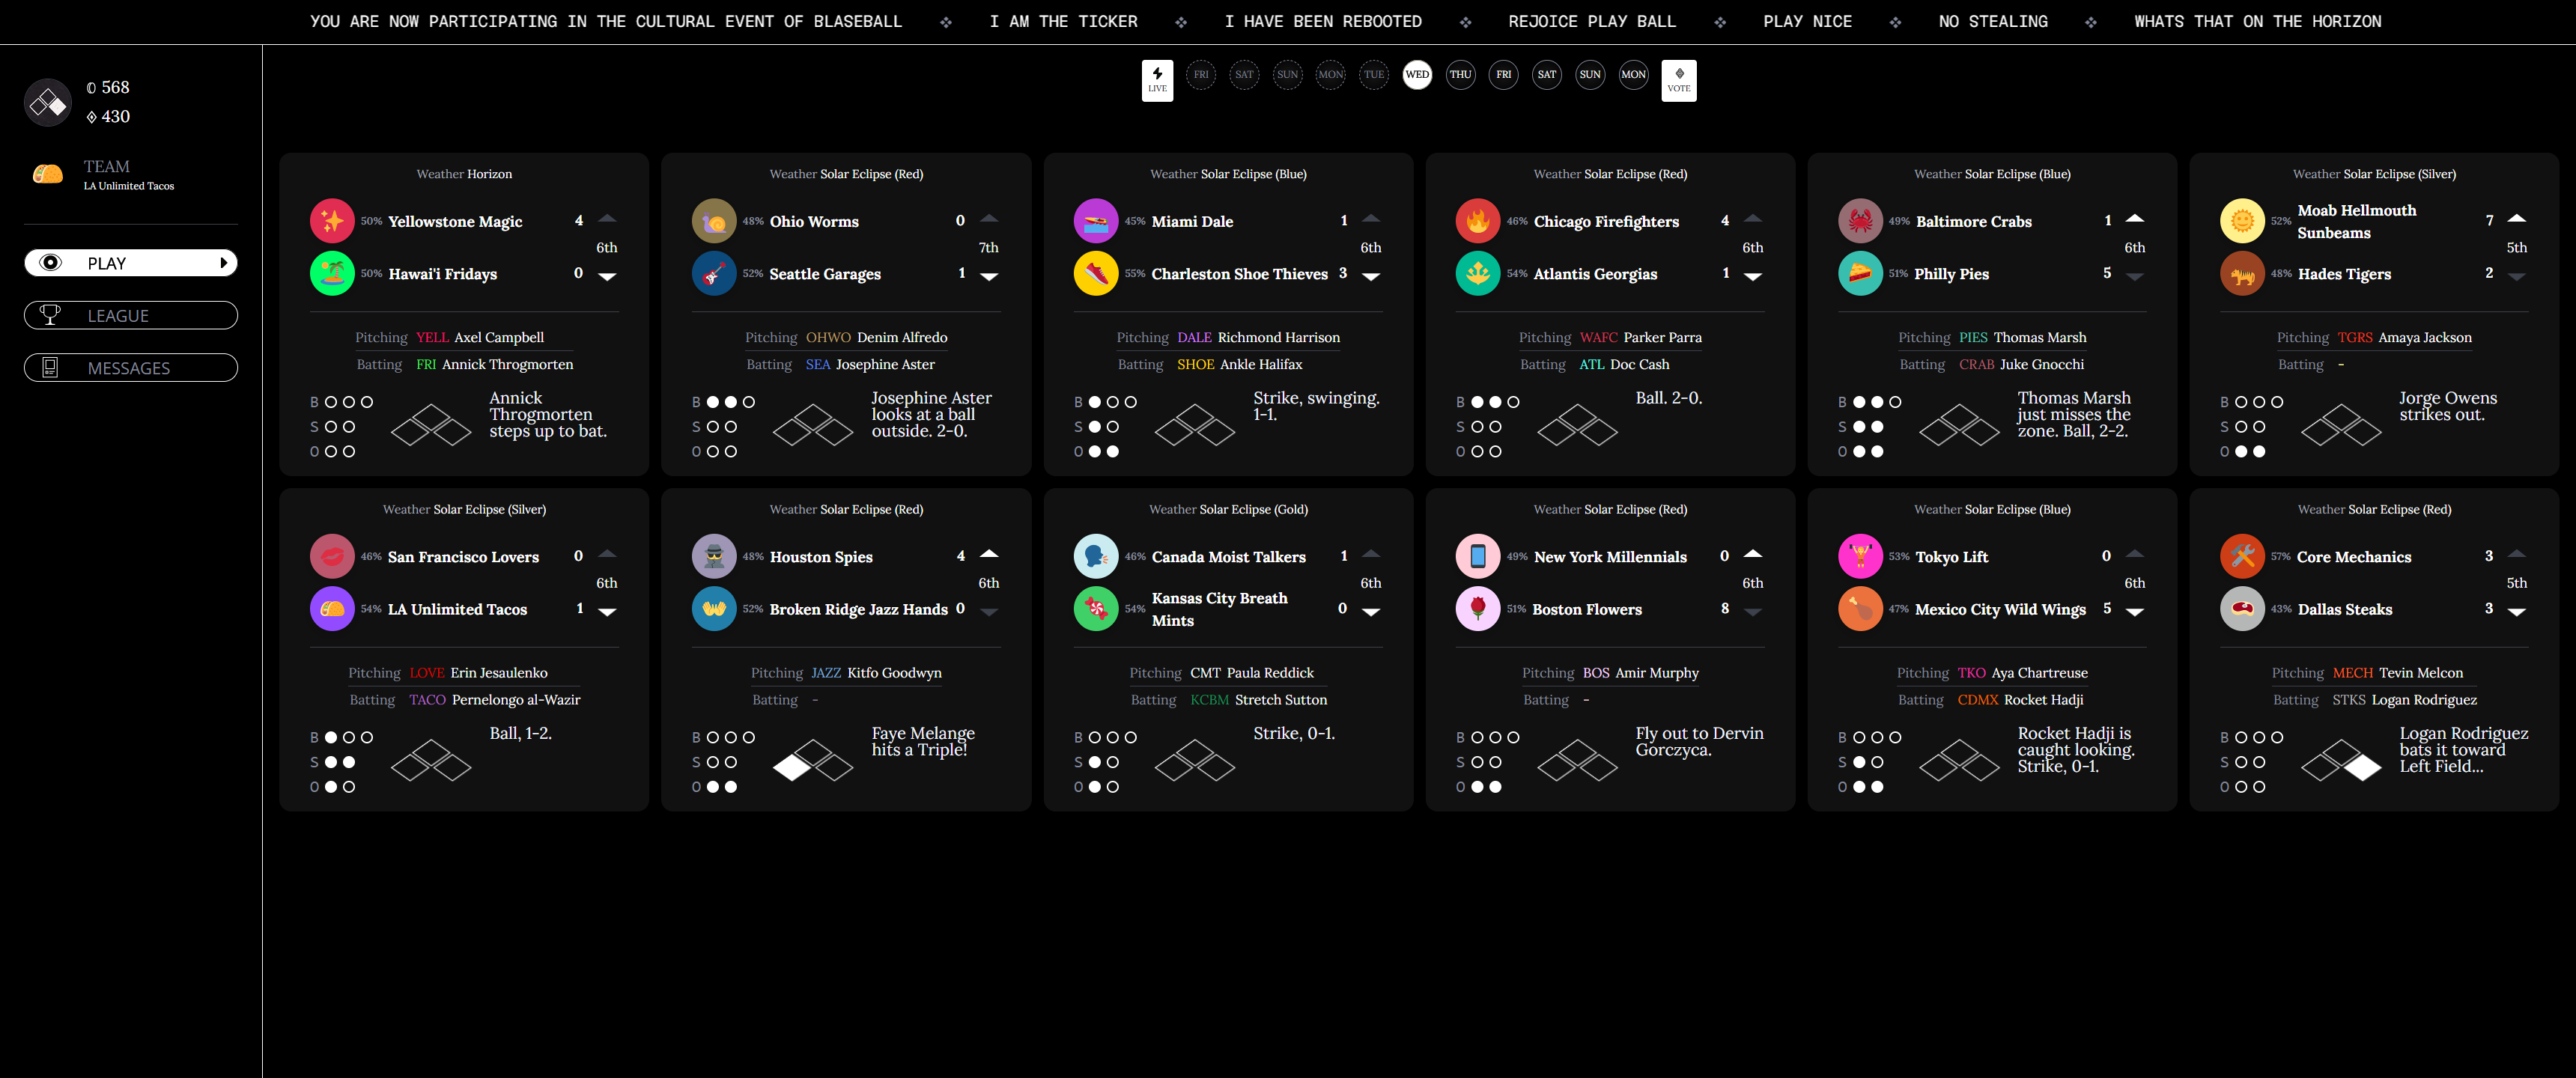 YOU ARE NOW PARTICIPATING IN THE CULTURAL EVENT OF BLASEBALL ❖ I AM THE TICKER ❖ I HAVE BEEN REBOOTED ❖ REJOICE PLAY BALL ❖ PLAY NICE ❖ NO STEALING ❖ WHATS THAT ON THE HORIZON
568
430
TEAM
LA Unlimited Tacos
PLAY
LEAGUE
MESSAGES
LIVE FRI SAT SUN MON TUE WED THU FRI SAT SUN MON VOTE
Weather Horizon
50% Yellowstone Magic 4
6th
50% Hawai'i Fridays 0
Pitching YELL Axel Campbell
Batting FRI Annick Throgmorten
B
S
O
Annick
Throgmorten
steps up to bat.
Weather Solar Eclipse (Red)
48% Ohio Worms 0
7th
52% Seattle Garages 1
Pitching OHWO Denim Alfredo
Batting SEA Josephine Aster
B
S
O
Josephine Aster
looks at a ball
outside. 2-0.
Weather Solar Eclipse (Blue)
45% Miami Dale 1
6th
55% Charleston Shoe Thieves 3
Pitching DALE Richmond Harrison
Batting SHOE Ankle Halifax
B
S
O
Strike, swinging.
1-1.
Weather Solar Eclipse (Red)
46% Chicago Firefighters 4
6th
54% Atlantis Georgias 1
Pitching WAFC Parker Parra
Batting ATL Doc Cash
B
S
O
Ball. 2-0.
Weather Solar Eclipse (Blue)
49% Baltimore Crabs 1
6th
51% Philly Pies 5
Pitching PIES Thomas Marsh
Batting CRAB Juke Gnocchi
B
S
O
Thomas Marsh
just misses the
zone. Ball, 2-2.
Weather Solar Eclipse (Silver)
52% Moab Hellmouth
Sunbeams 7
5th
48% Hades Tigers 2
Pitching TGRS Amaya Jackson
Batting -
B
S
O
Jorge Owens
strikes out.
Weather Solar Eclipse (Silver)
46% San Francisco Lovers 0
6th
54% LA Unlimited Tacos 1
Pitching LOVE Erin Jesaulenko
Batting TACO Pernelongo al-Wazir
B
S
O
Ball, 1-2.
Weather Solar Eclipse (Red)
48% Houston Spies 4
6th
52% Broken Ridge Jazz Hands 0
Pitching JAZZ Kitfo Goodwyn
Batting -
B
S
O
Faye Melange
hits a Triple!
Weather Solar Eclipse (Gold)
46% Canada Moist Talkers 1
6th
54% Kansas City Breath
Mints 0
Pitching CMT Paula Reddick
Batting KCBM Stretch Sutton
B
S
O
Strike, 0-1.
Weather Solar Eclipse (Red)
49% New York Millennials 0
6th
51% Boston Flowers 8
Pitching BOS Amir Murphy
Batting -
B
S
O
Fly out to Dervin
Gorczyca.
Weather Solar Eclipse (Blue)
53% Tokyo Lift 0
6th
47% Mexico City Wild Wings 5
Pitching TKO Aya Chartreuse
Batting CDMX Rocket Hadji
B
S
O
Rocket Hadji is
caught looking.
Strike, 0-1.
Weather Solar Eclipse (Red)
57% Core Mechanics 3
5th
43% Dallas Steaks 3
Pitching MECH Tevin Melcon
Batting STKS Logan Rodriguez
B
S
O
Logan Rodriguez
bats it toward
Left Field...